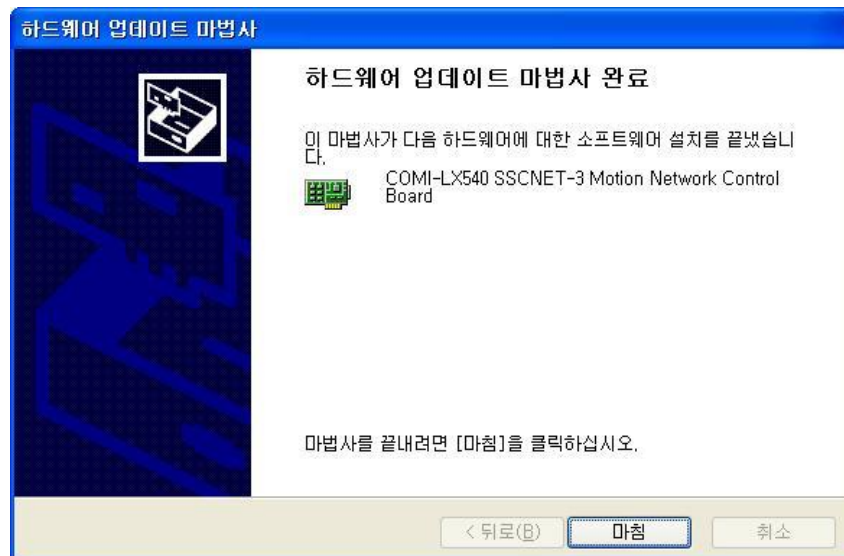 하드웨어 업데이트 마법사
하드웨어 업데이트 마법사 완료
이 마법사가 다음 하드웨어에 대한 소프트웨어 설치를 끝냈습니
다.
COMI-LX540 SSCNET-3 Motion Network Control
Board
마법사를 끝내려면 [마침]을 클릭하십시오.
< 뒤로(B)
마침
취소